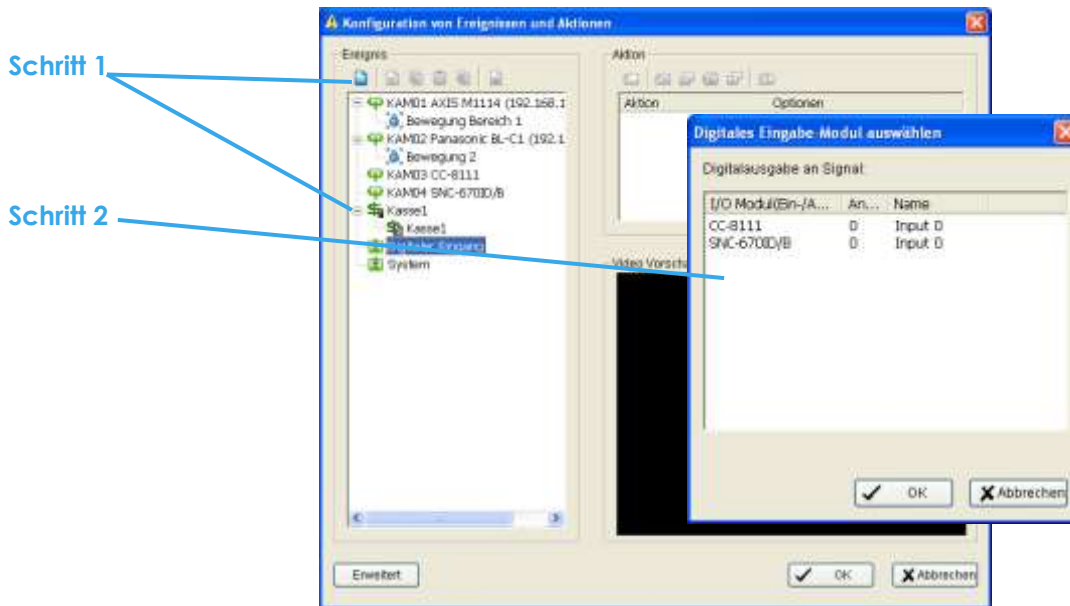 Konfiguration von Ereignissen und Aktionen
Schritt 1
Ereignis
KAM01 AXIS M1114 (192.168.1
Bewegung Bereich 1
KAM02 Panasonic BL-C1 (192.1
Bewegung 2
KAM03 CC-8111
KAM04 SNC-6700D/B
Schritt 2
Kasse1
Kasse1
Digitaler Eingang
System
Aktion
Aktion Optionen
Video Vorscha
Digitales Eingabe-Modul auswählen
Digitalausgabe an Signal:
I/O Modul(Ein-/A... An... Name
CC-8111 0 Input 0
SNC-6700D/B 0 Input 0
OK Abbrechen
Erweitert OK Abbrechen